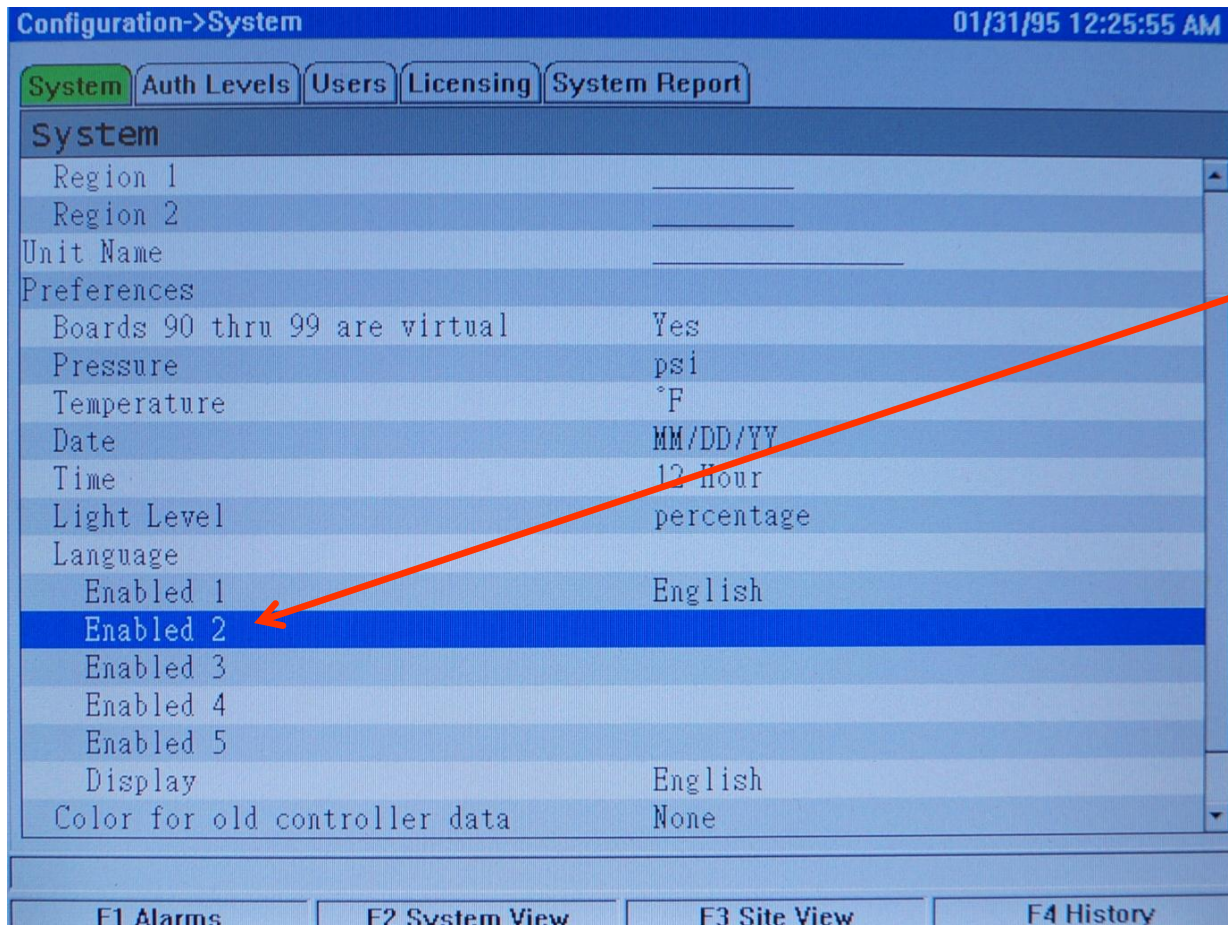 Configuration->System 01/31/95 12:25:55 AM
System Auth Levels Users Licensing System Report
System
Region 1 __________
Region 2 __________
Unit Name __________________
Preferences
Boards 90 thru 99 are virtual Yes
Pressure psi
Temperature °F
Date MM/DD/YY
Time 12 Hour
Light Level percentage
Language
Enabled 1 English
Enabled 2
Enabled 3
Enabled 4
Enabled 5
Display English
Color for old controller data None
F1 Alarms F2 System View F3 Site View F4 History